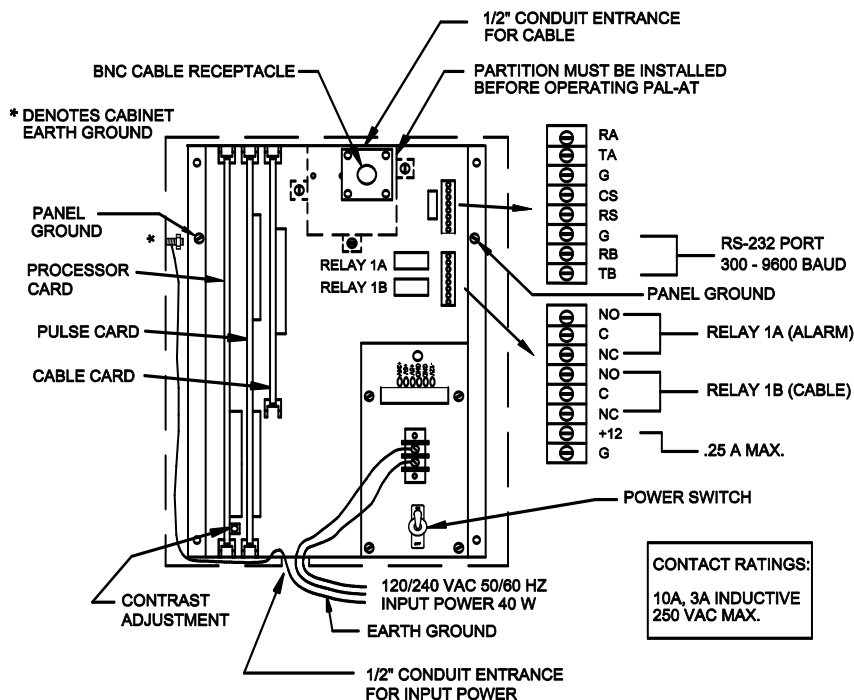 1/2" CONDUIT ENTRANCE
FOR CABLE
BNC CABLE RECEPTACLE
PARTITION MUST BE INSTALLED
BEFORE OPERATING PAL-AT
* DENOTES CABINET
EARTH GROUND
RA
TA
G
CS
RS
G
RB
TB
RS-232 PORT
300 - 9600 BAUD
PANEL
GROUND
*
PROCESSOR
CARD
RELAY 1A
RELAY 1B
PANEL GROUND
PULSE CARD
CABLE CARD
NO
C
NC
NO
C
NC
+12
G
RELAY 1A (ALARM)
RELAY 1B (CABLE)
.25 A MAX.
POWER SWITCH
CONTACT RATINGS:
10A, 3A INDUCTIVE
250 VAC MAX.
120/240 VAC 50/60 HZ
INPUT POWER 40 W
CONTRAST
ADJUSTMENT
EARTH GROUND
1/2" CONDUIT ENTRANCE
FOR INPUT POWER